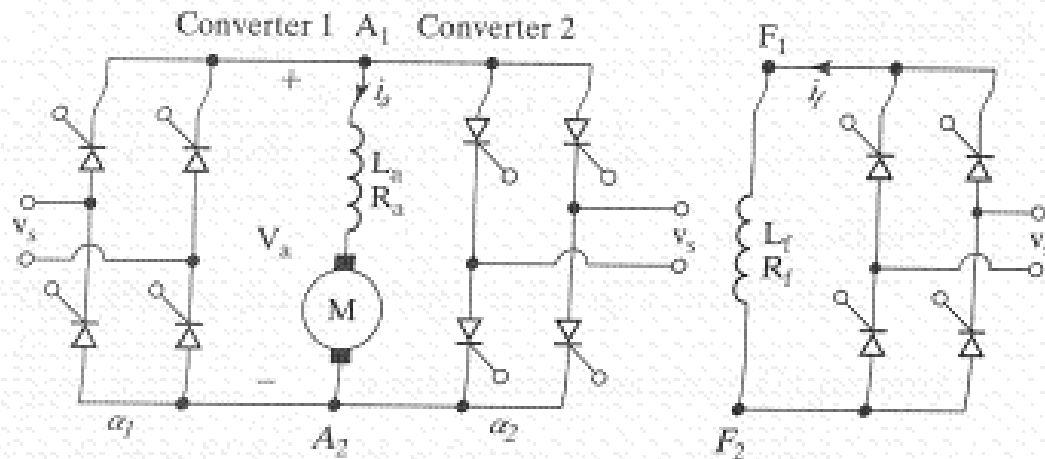 Converter 1 A1 Converter 2
F1
+
ia
if
La
Ra
vs
Va
vs
Lf
Rf
v
M
−
α1
A2
α2
F2